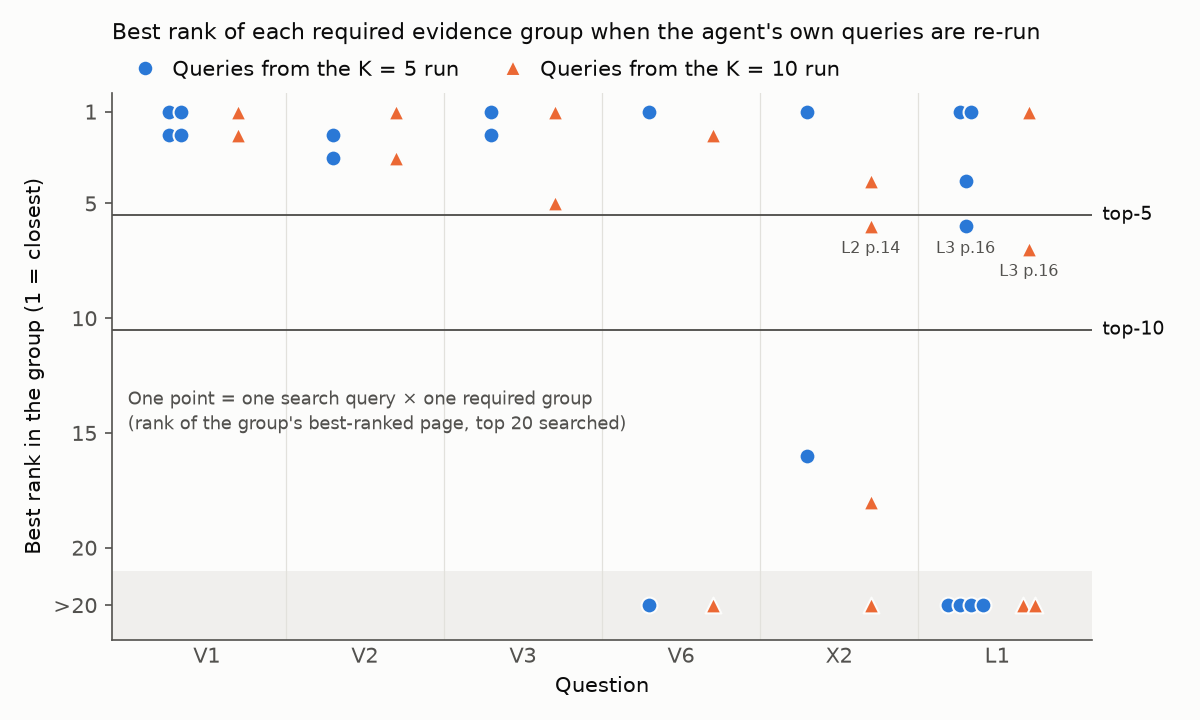 Best rank of each required evidence group when the agent's own queries are re-run
Queries from the K = 5 run
Queries from the K = 10 run
Best rank in the group (1 = closest)
1
5
10
15
20
>20
top-5
top-10
L2 p.14
L3 p.16
L3 p.16
One point = one search query × one required group
(rank of the group's best-ranked page, top 20 searched)
V1
V2
V3
V6
X2
L1
Question